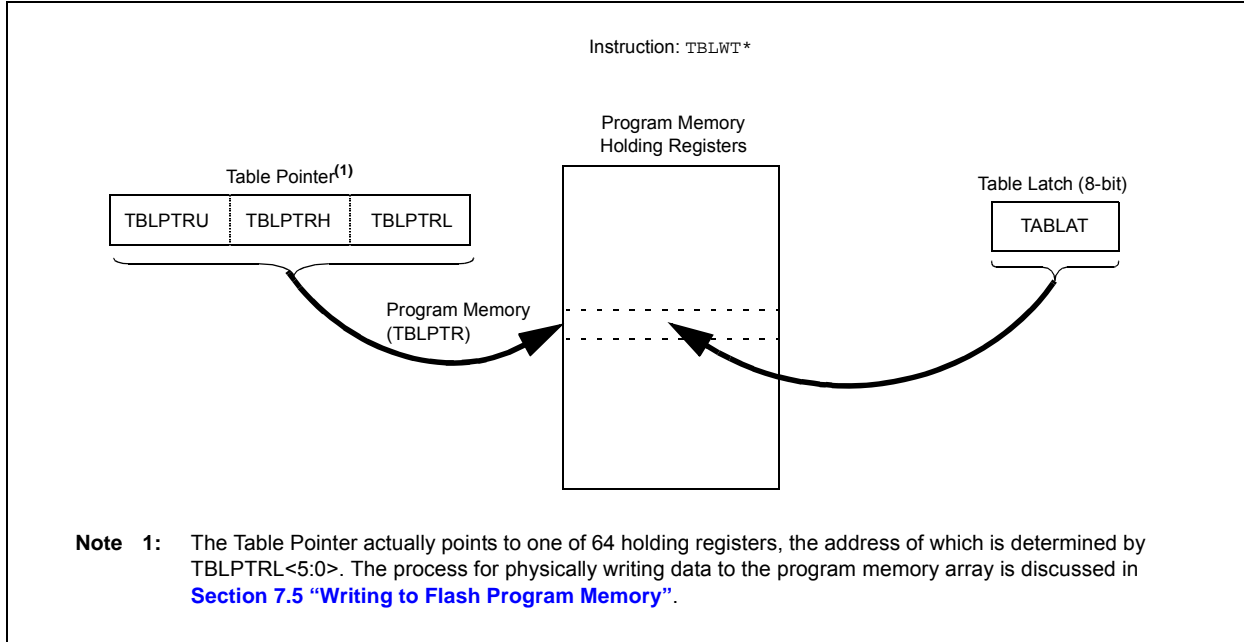 Instruction: TBLWT*
Program Memory
Holding Registers
Table Pointer(1)
Table Latch (8-bit)
TBLPTRU TBLPTRH TBLPTRL
TABLAT
Program Memory
(TBLPTR)
Note 1: The Table Pointer actually points to one of 64 holding registers, the address of which is determined by
TBLPTRL<5:0>. The process for physically writing data to the program memory array is discussed in
Section 7.5 “Writing to Flash Program Memory”.